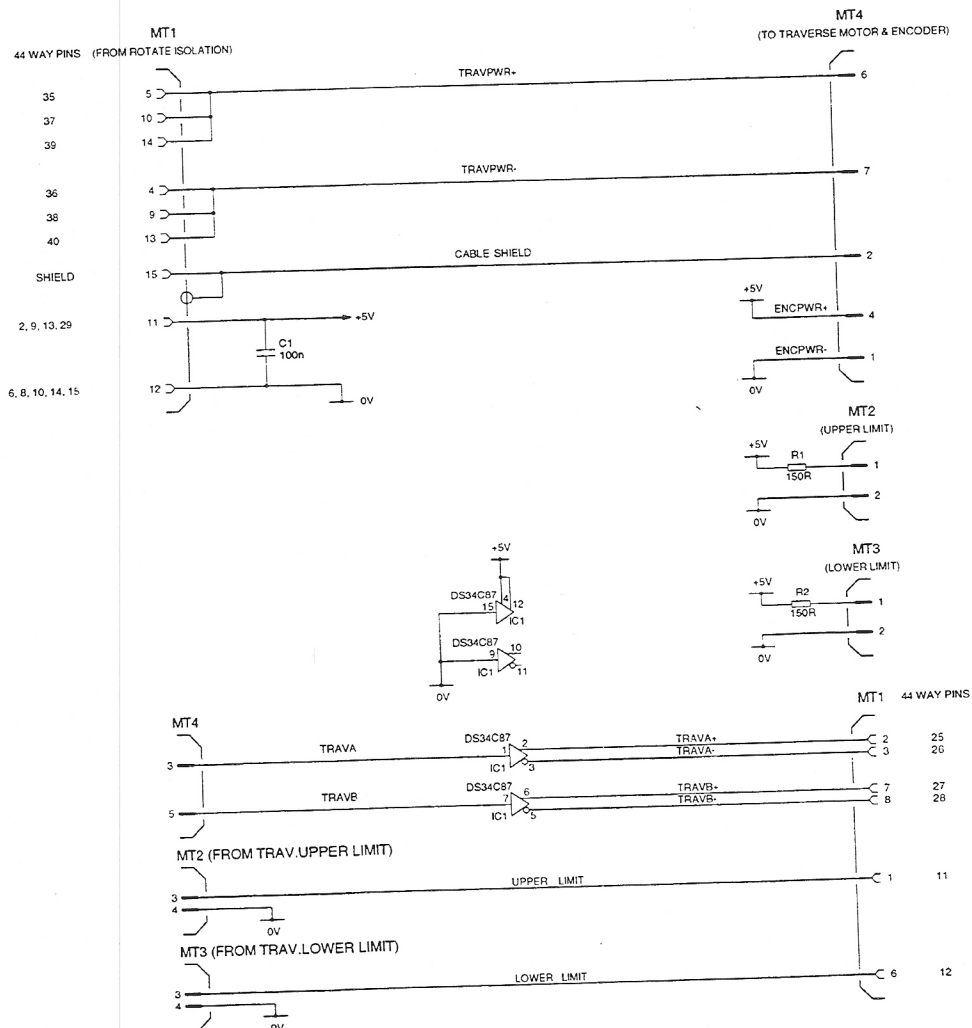 MT1
MT4
44 WAY PINS (FROM ROTATE ISOLATION)
(TO TRAVERSE MOTOR & ENCODER)
35 5 TRAVPWR+ 6
37 10
39 14
36 4 TRAVPWR- 7
38 9
40 13
SHIELD 15 CABLE SHIELD 2
2, 9, 13, 29 11 +5V
+5V ENCPWR+ 4
C1
100n
ENCPWR- 1
6, 8, 10, 14, 15 12 0V
0V
MT2
(UPPER LIMIT)
+5V R1 1
150R
2
0V
MT3
(LOWER LIMIT)
+5V R2 1
150R
2
0V
+5V
DS34C87 4 12
15 IC1
DS34C87 10
9
IC1 11
0V
MT4
MT1 44 WAY PINS
DS34C87
3 TRAVA 1 2 TRAVA+ 2 25
IC1 3 TRAVA- 3 26
DS34C87
5 TRAVB 7 6 TRAVB+ 7 27
IC1 5 TRAVB- 8 28
MT2 (FROM TRAV.UPPER LIMIT)
3 UPPER LIMIT 1 11
4
0V
MT3 (FROM TRAV.LOWER LIMIT)
3 LOWER LIMIT 6 12
4
0V